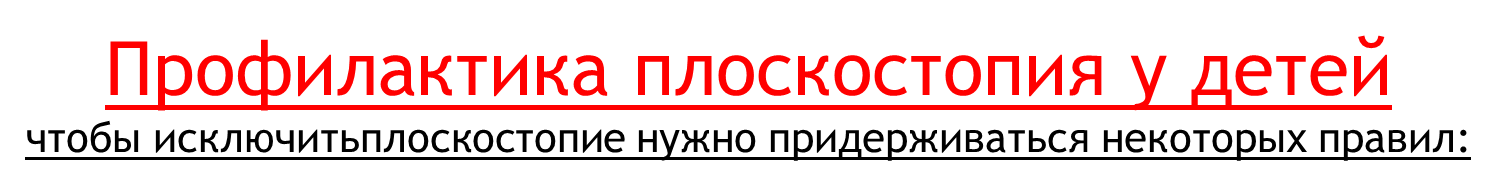 Профилактика плоскостопия у детей
чтобы исключитьплоскостопие нужно придерживаться некоторых правил: